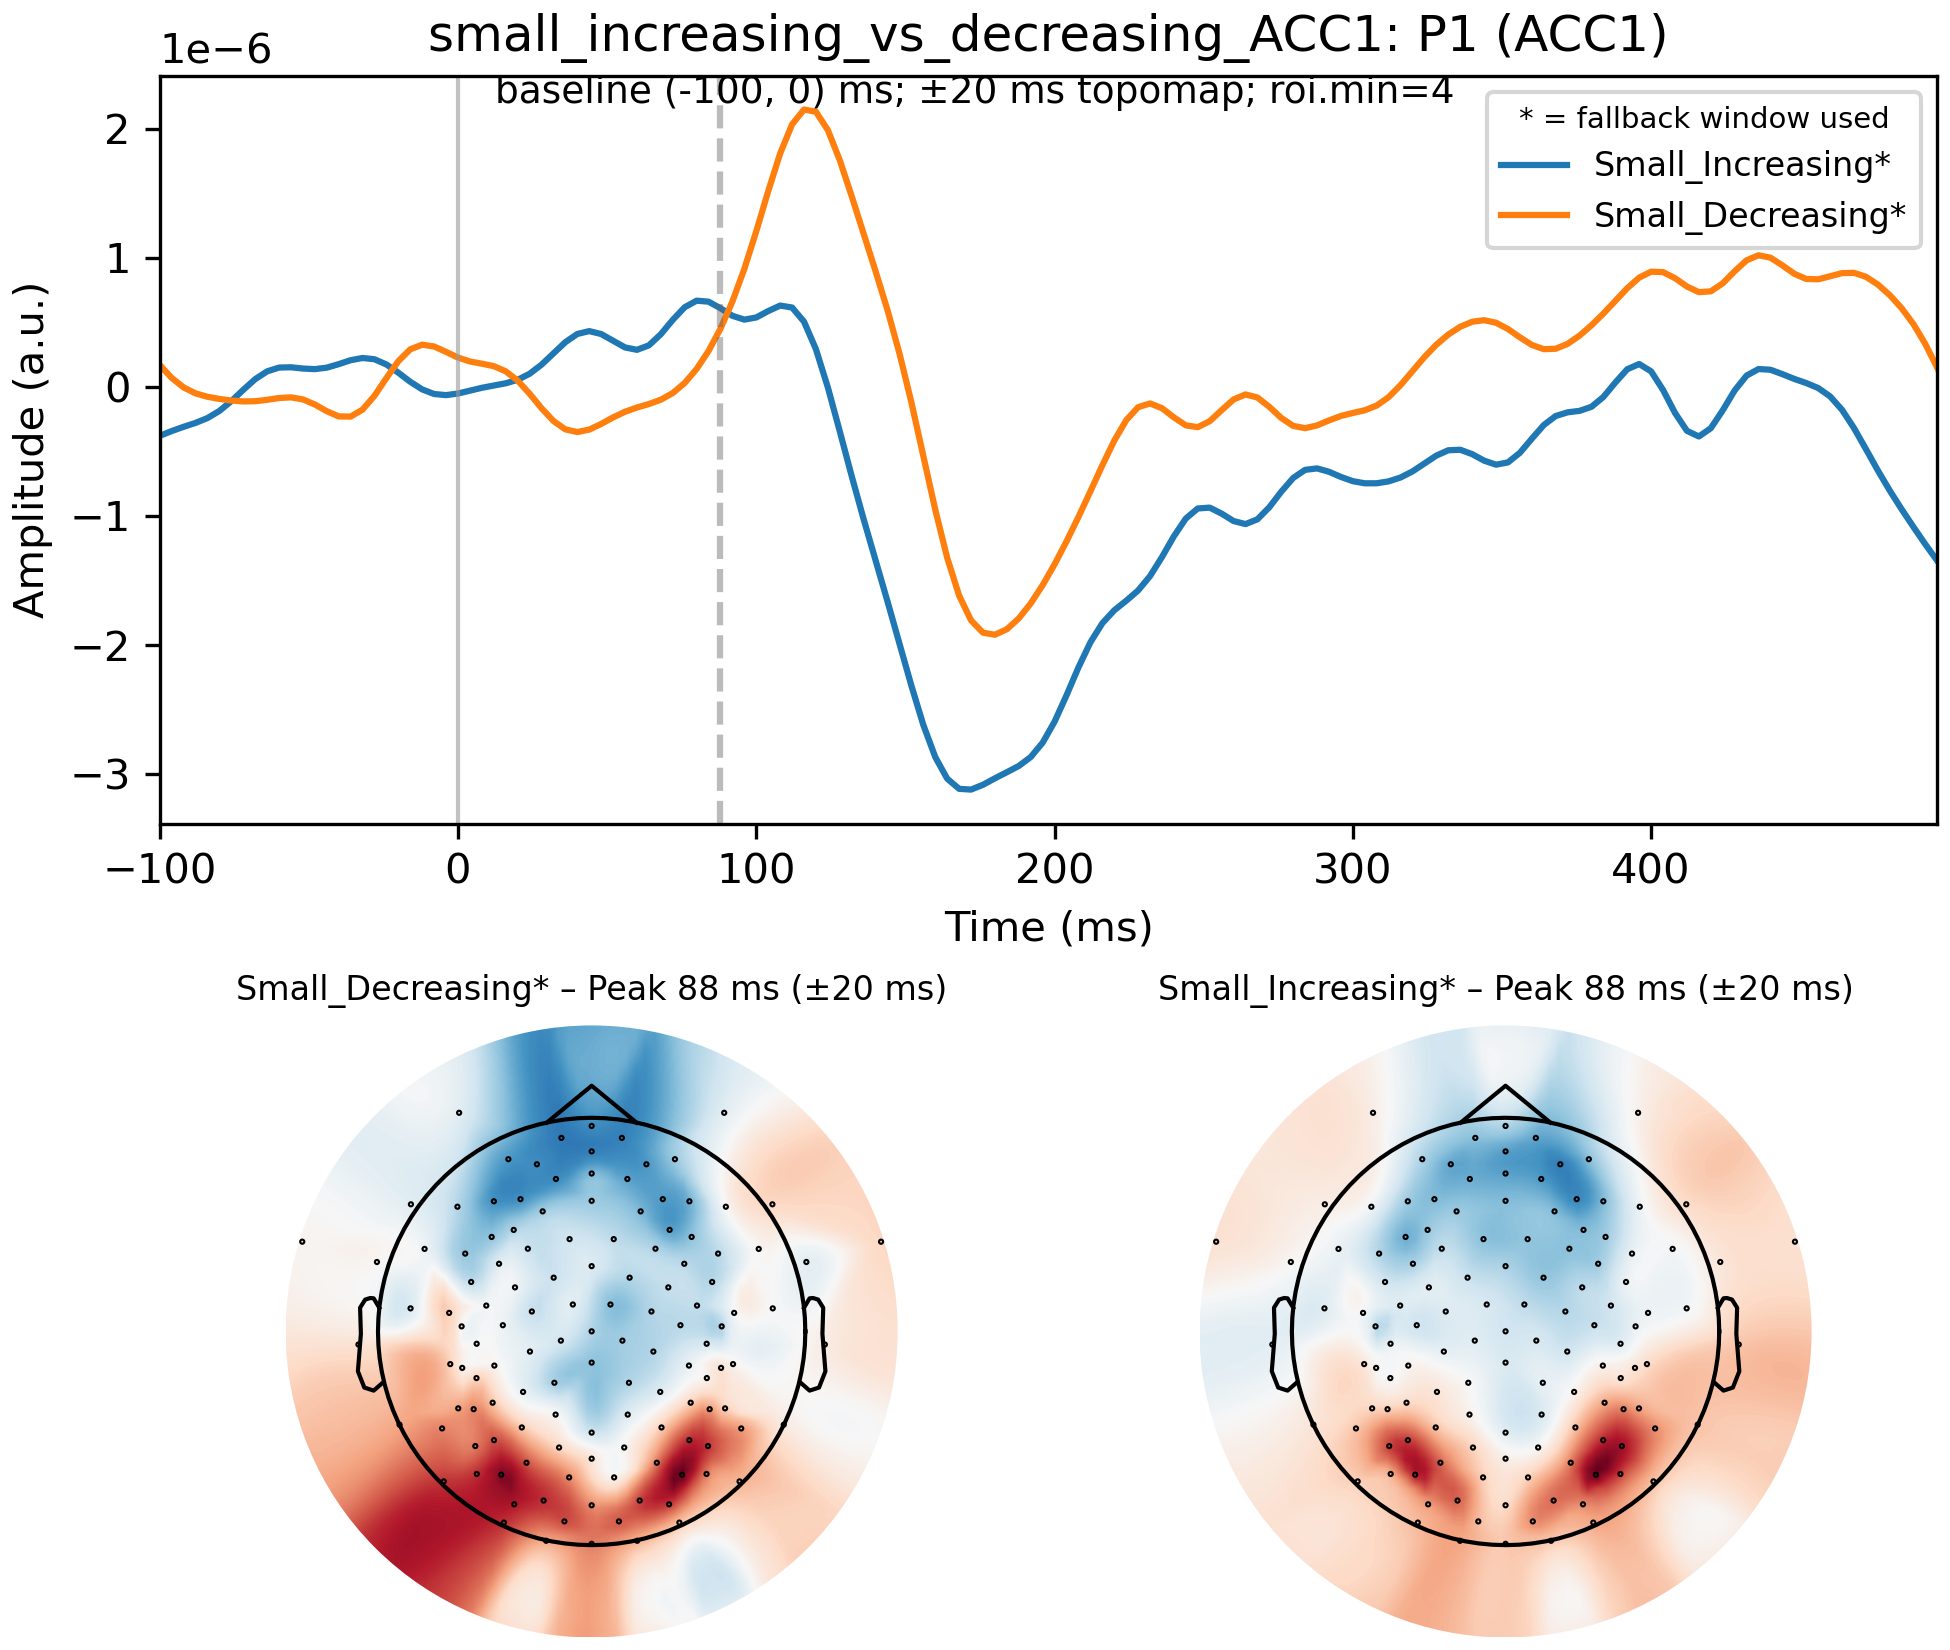 small_increasing_vs_decreasing_ACC1: P1 (ACC1)
1e−6
baseline (-100, 0) ms; ±20 ms topomap; roi.min=4
* = fallback window used
Small_Increasing*
Small_Decreasing*
2
1
0
−1
−2
−3
Amplitude (a.u.)
−100 0 100 200 300 400
Time (ms)
Small_Decreasing* – Peak 88 ms (±20 ms) Small_Increasing* – Peak 88 ms (±20 ms)